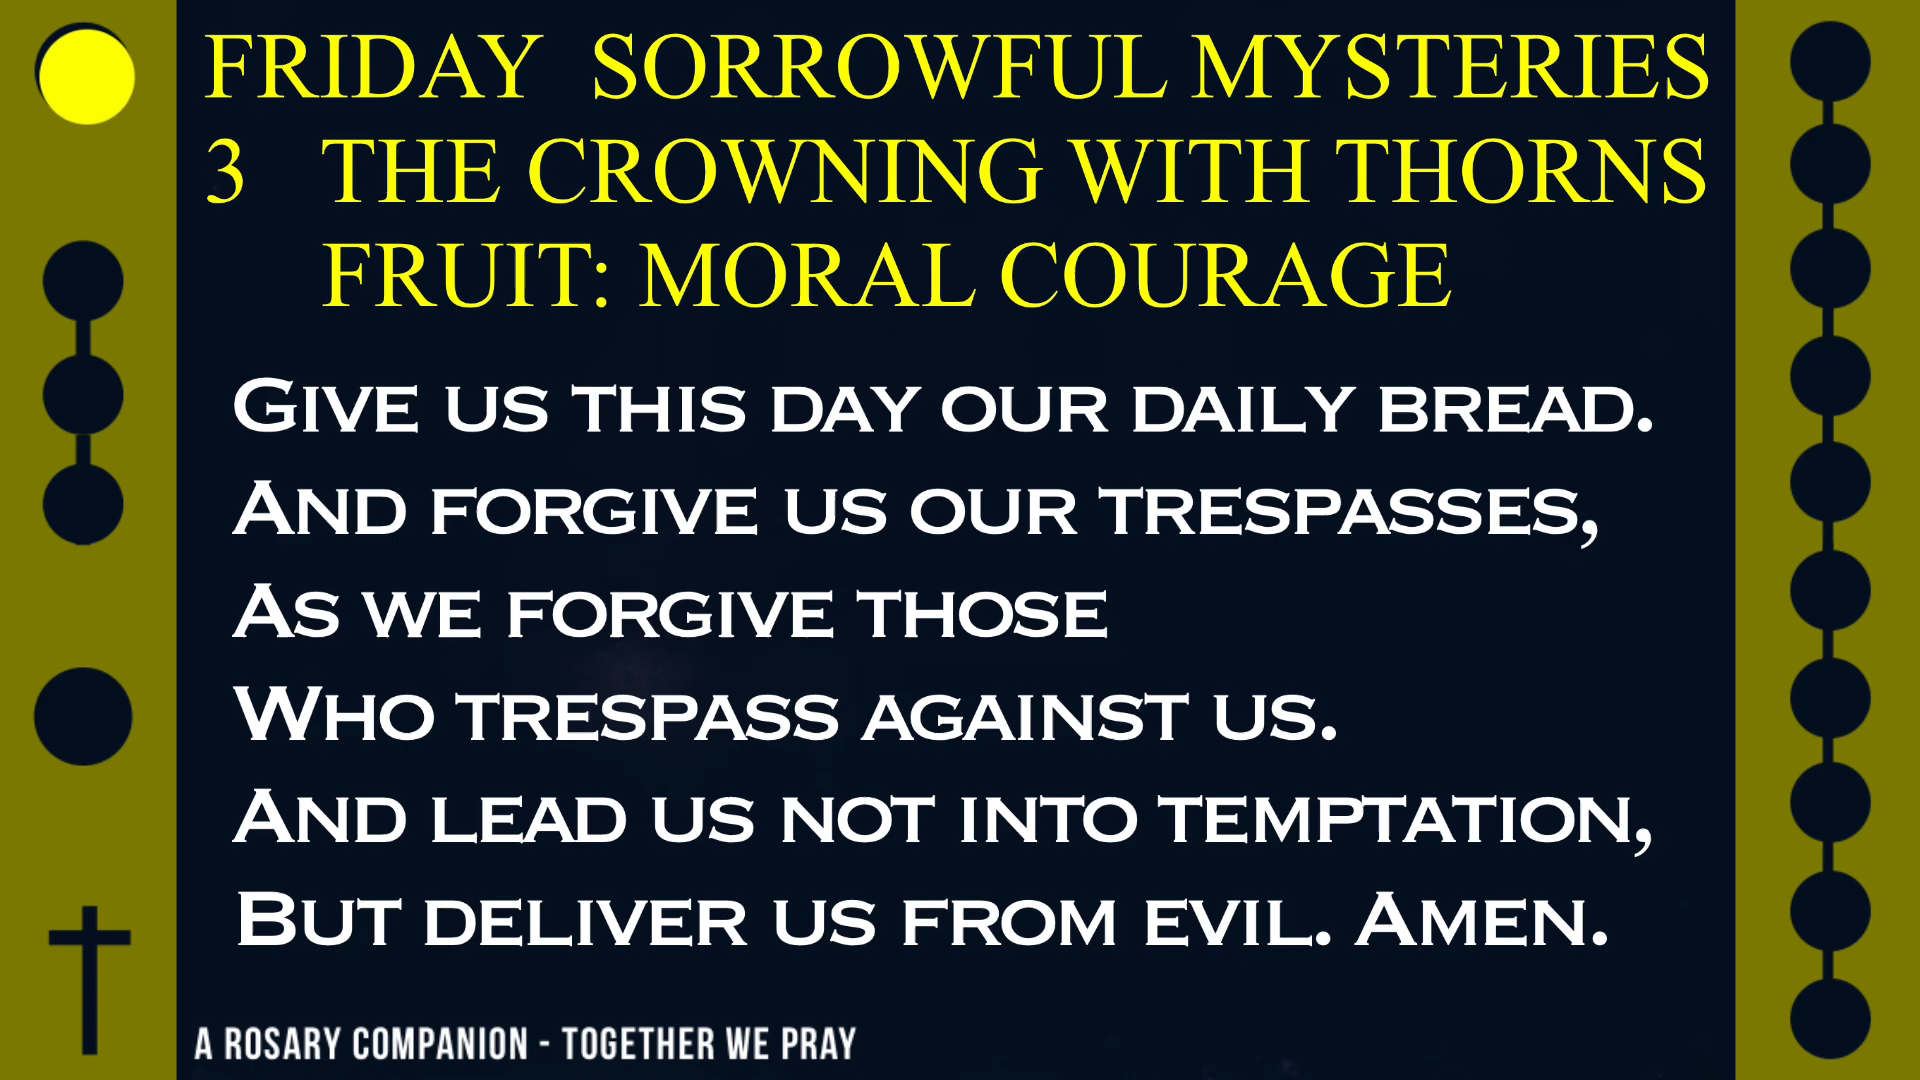 FRIDAY SORROWFUL MYSTERIES
3 THE CROWNING WITH THORNS
FRUIT: MORAL COURAGE
Give us this day our daily bread.
And forgive us our trespasses,
As we forgive those
Who trespass against us.
And lead us not into temptation,
But deliver us from evil. Amen.
A ROSARY COMPANION - TOGETHER WE PRAY